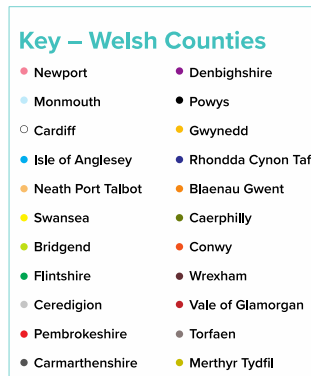 Key – Welsh Counties
Newport
Monmouth
Cardiff
Isle of Anglesey
Neath Port Talbot
Swansea
Bridgend
Flintshire
Ceredigion
Pembrokeshire
Carmarthenshire
Denbighshire
Powys
Gwynedd
Rhondda Cynon Taf
Blaenau Gwent
Caerphilly
Conwy
Wrexham
Vale of Glamorgan
Torfaen
Merthyr Tydfil